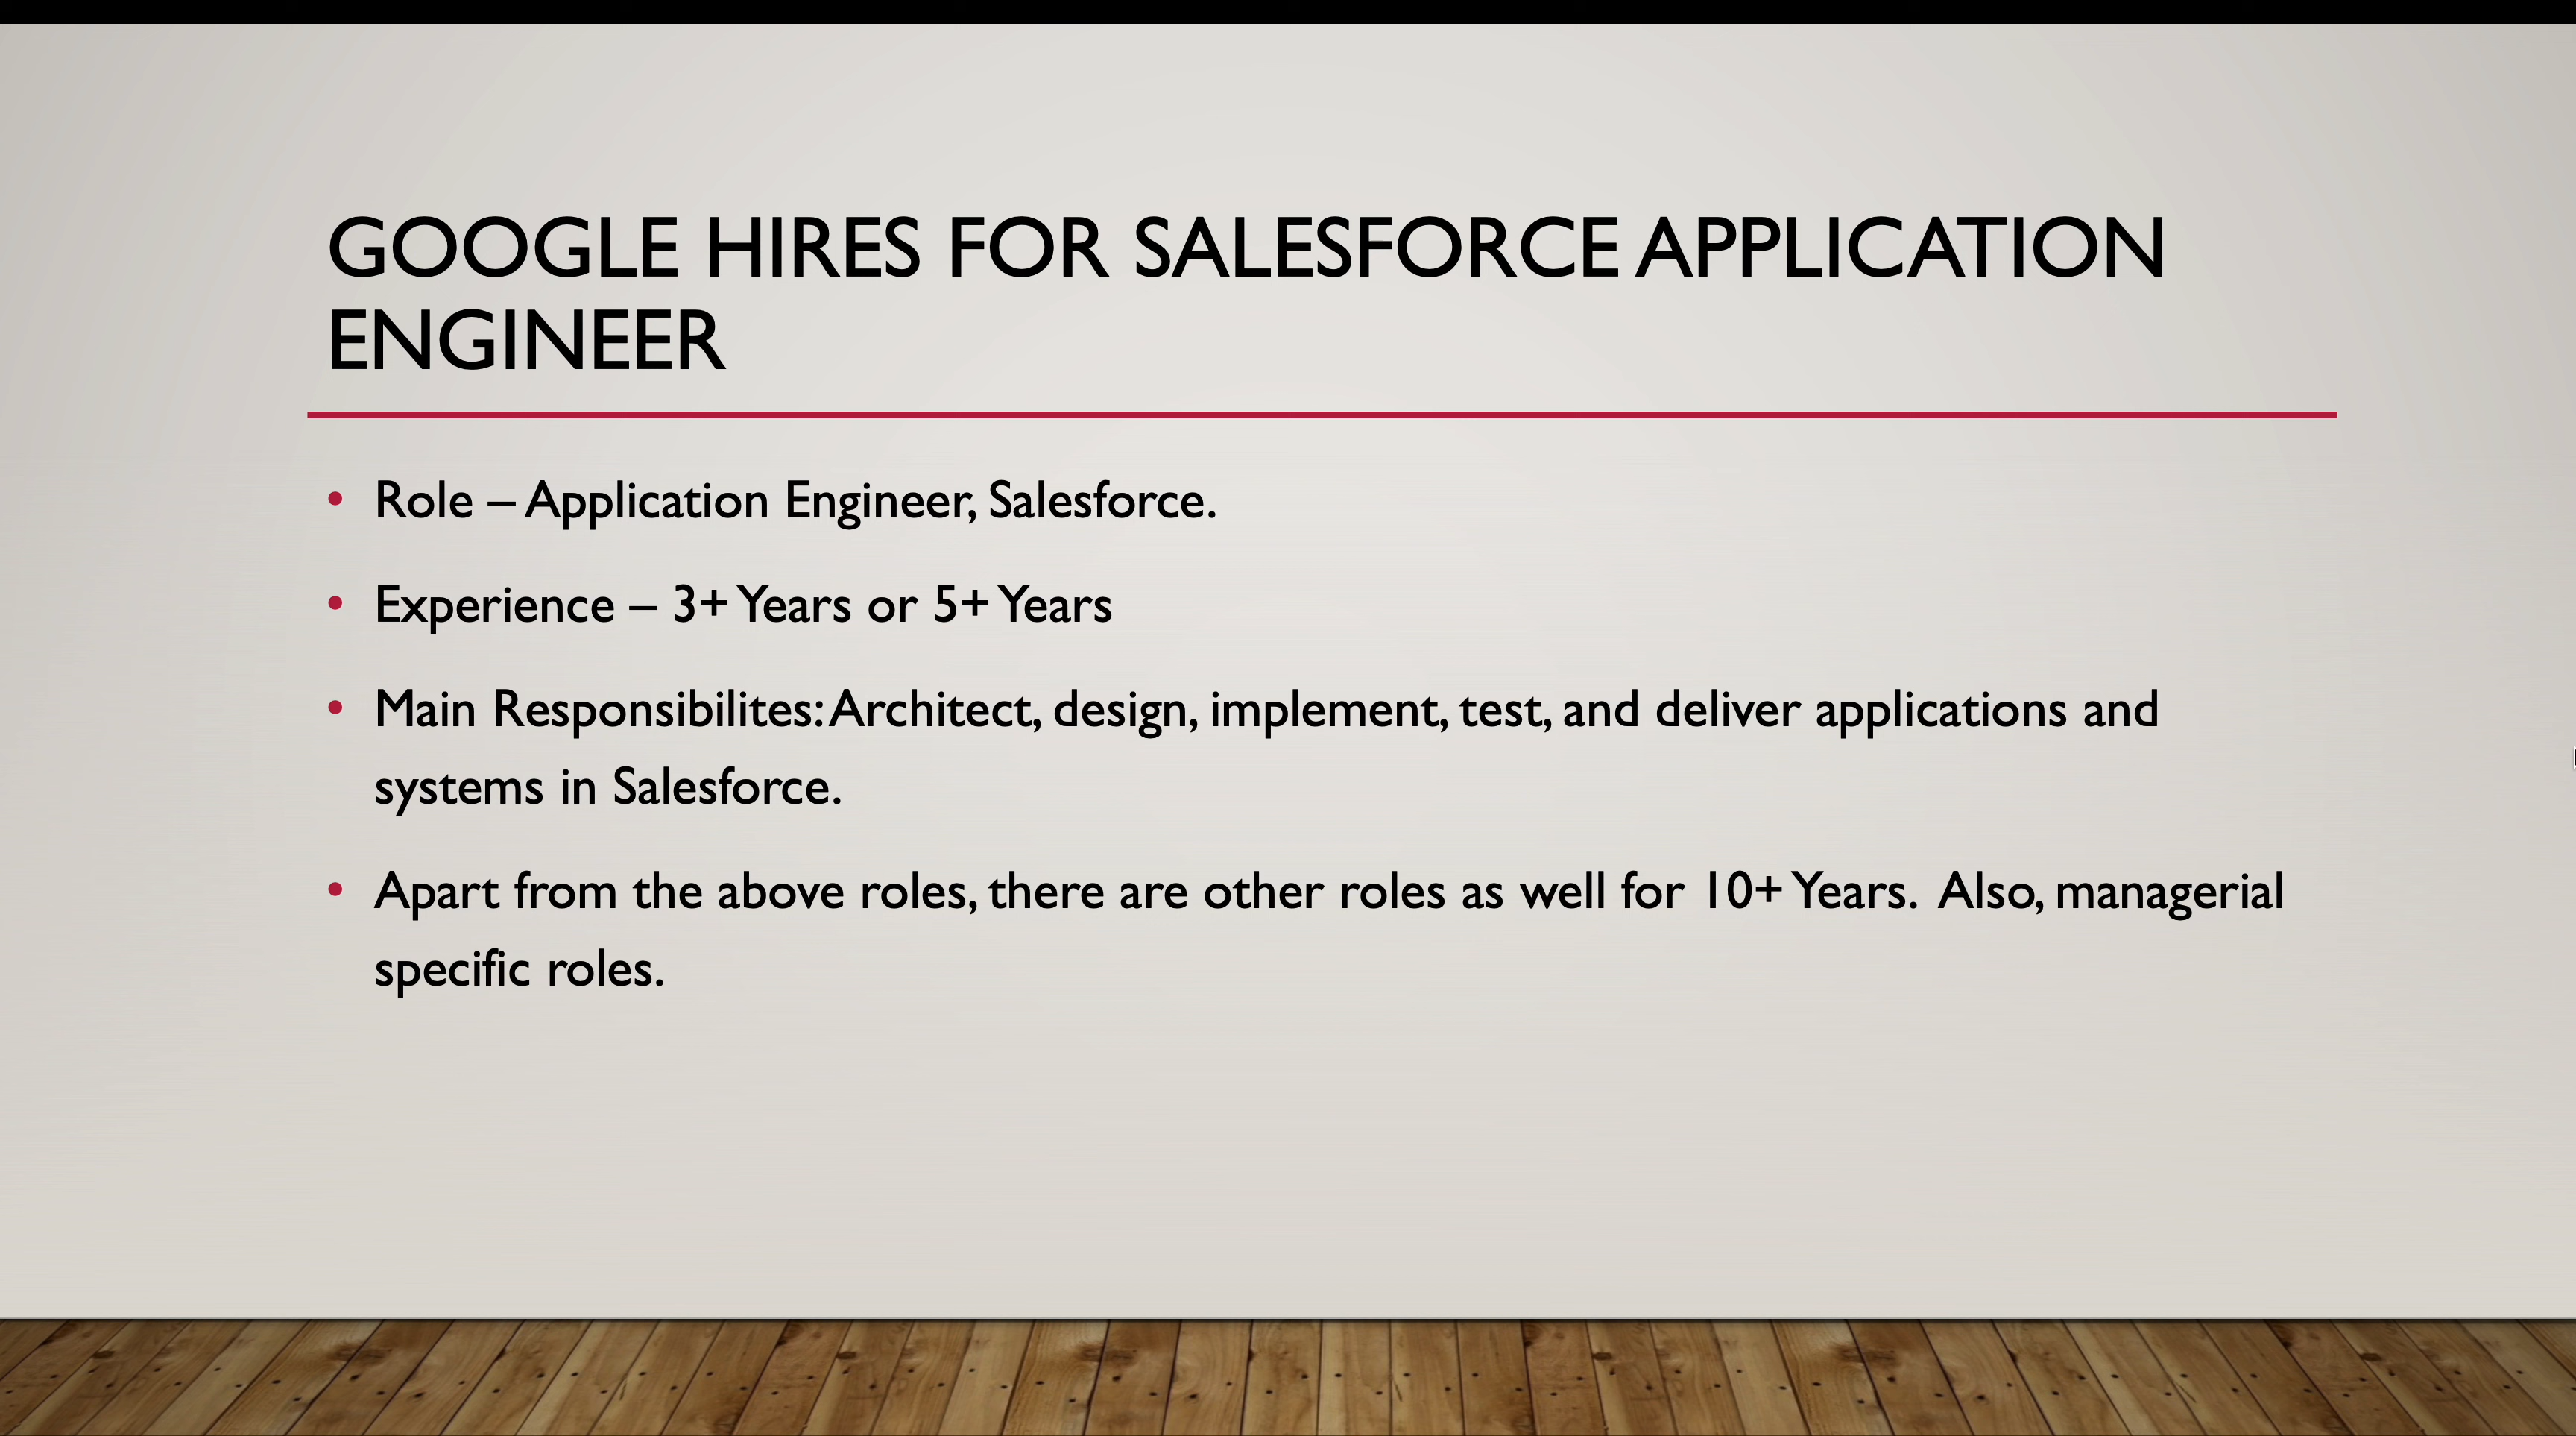 GOOGLE HIRES FOR SALESFORCE APPLICATION
ENGINEER
• Role – Application Engineer, Salesforce.
• Experience – 3+ Years or 5+ Years
• Main Responsibilites: Architect, design, implement, test, and deliver applications and
systems in Salesforce.
• Apart from the above roles, there are other roles as well for 10+ Years.  Also, managerial
specific roles.